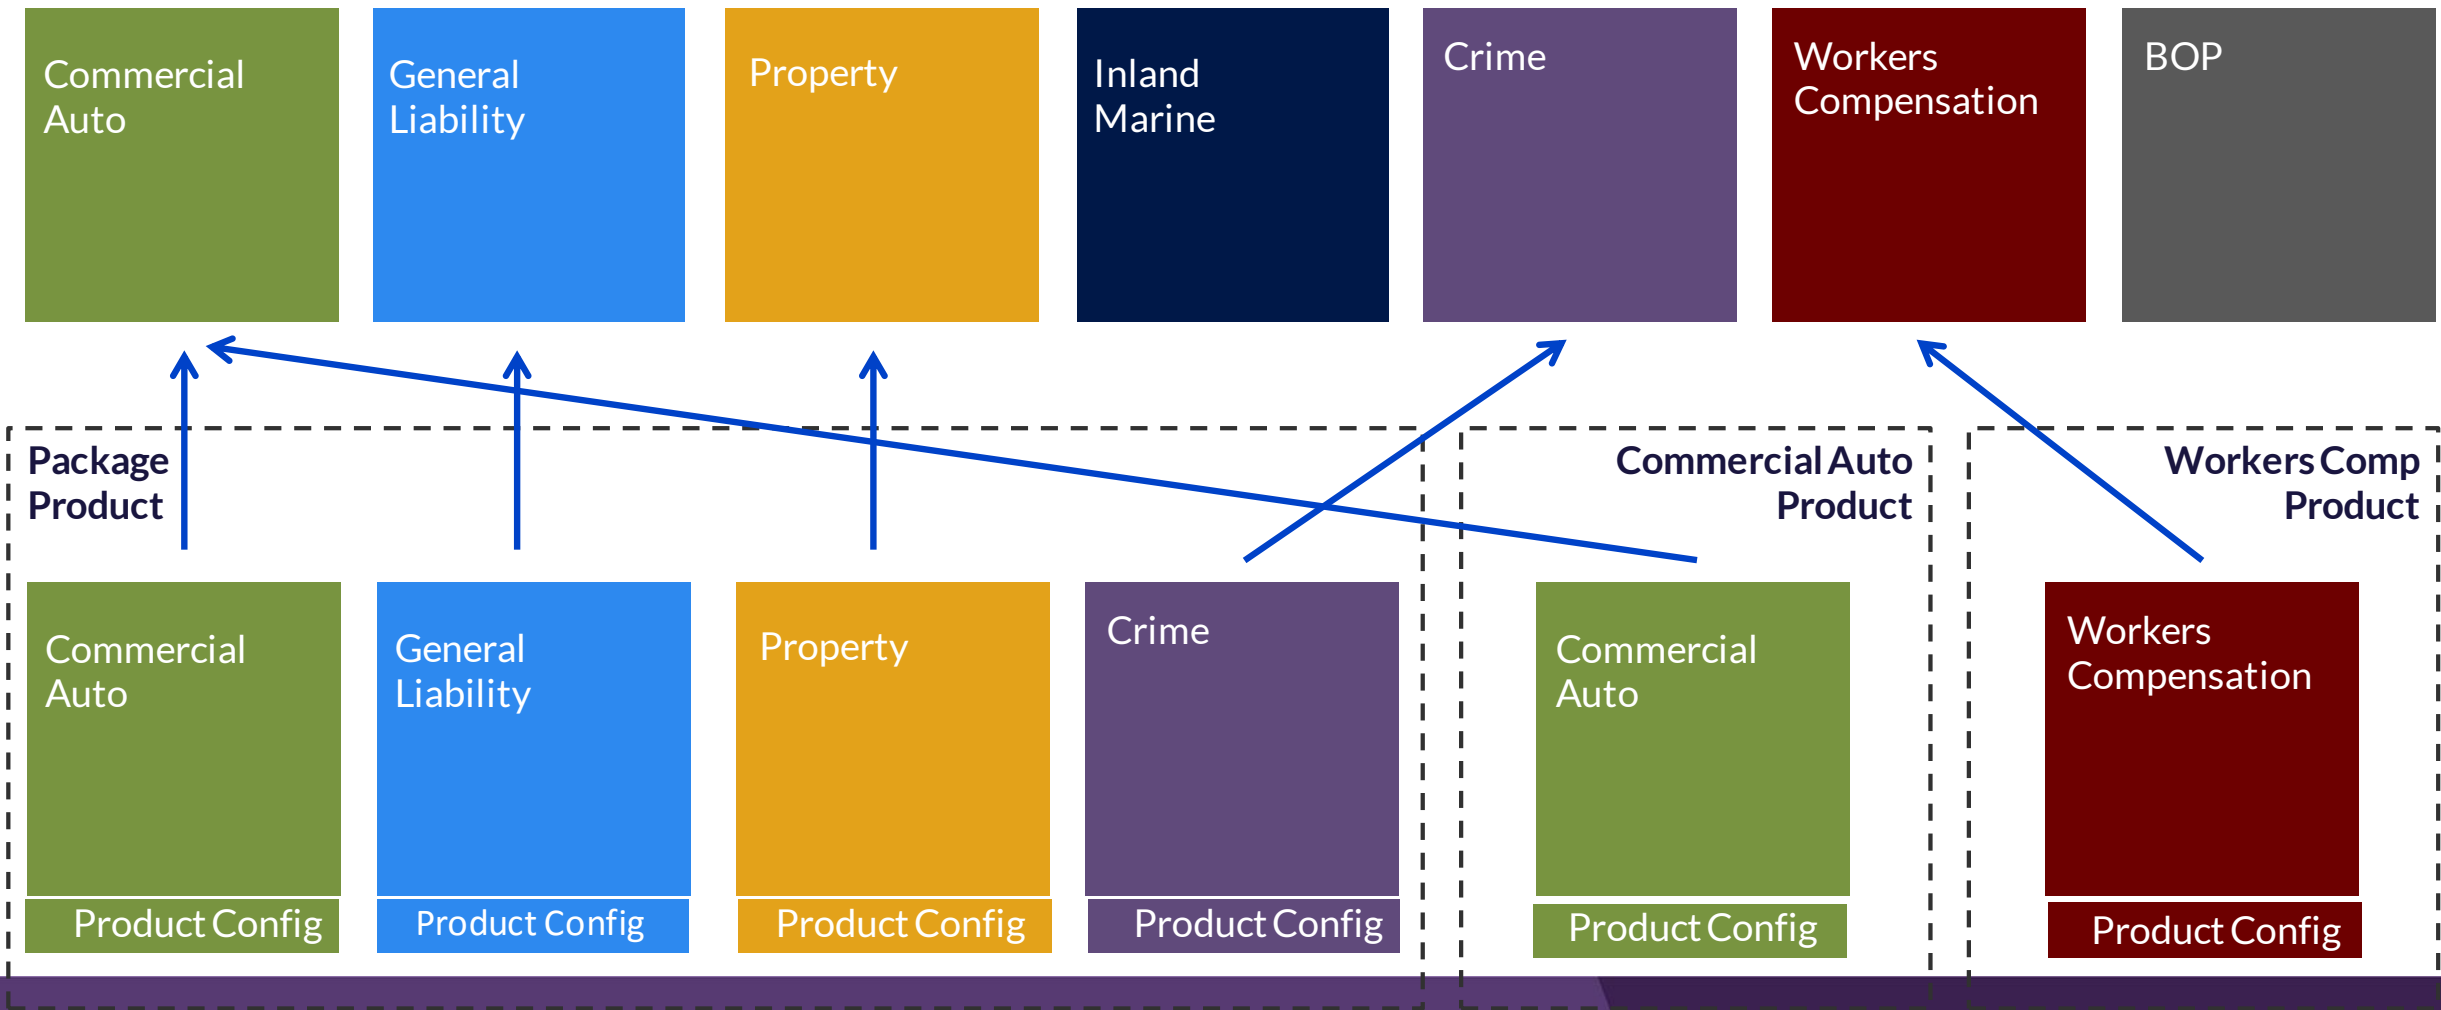 Commercial
Auto
General
Liability
Property
Inland
Marine
Crime
Workers
Compensation
BOP
Package
Product
Commercial Auto
Product
Workers Comp
Product
Commercial
Auto
General
Liability
Property
Crime
Commercial
Auto
Workers
Compensation
Product Config
Product Config
Product Config
Product Config
Product Config
Product Config